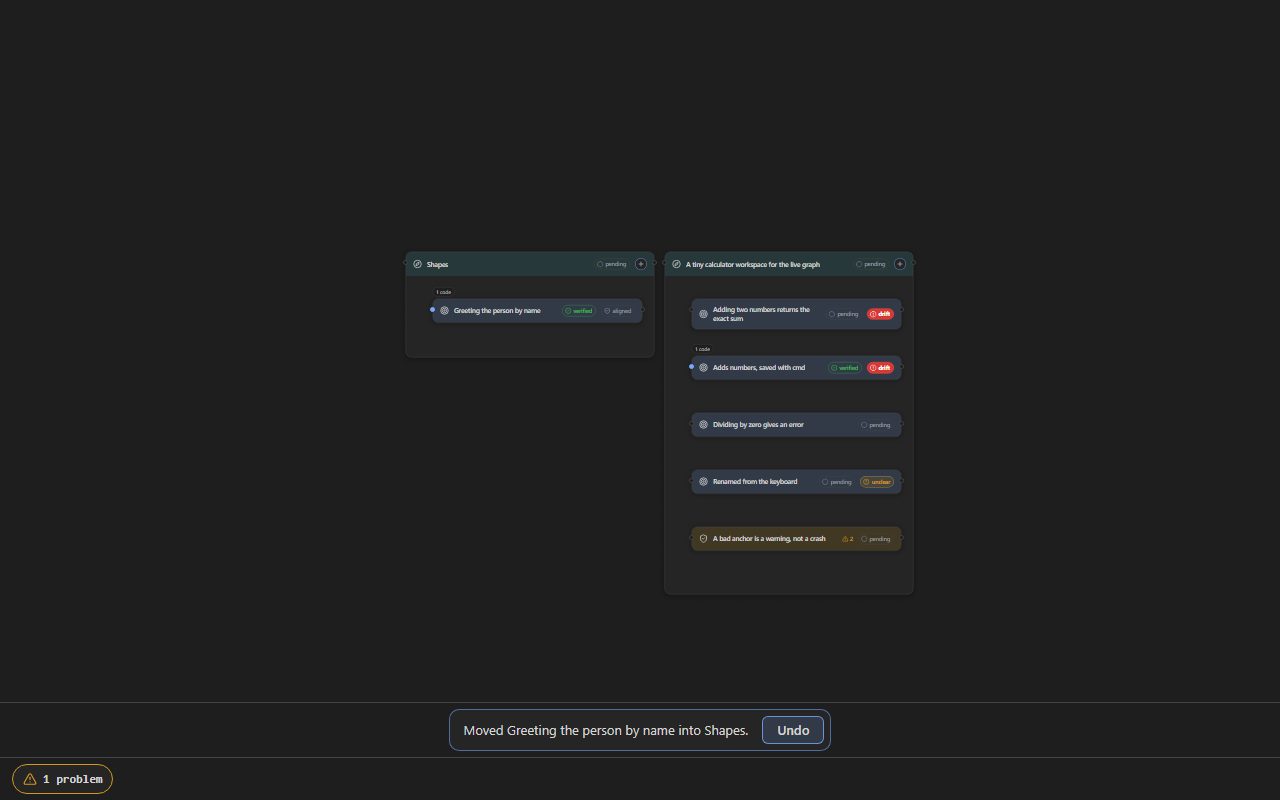 Shapes
pending
1 code
Greeting the person by name
verified
aligned
A tiny calculator workspace for the live graph
pending
Adding two numbers returns the
exact sum
pending
drift
1 code
Adds numbers, saved with cmd
verified
drift
Dividing by zero gives an error
pending
Renamed from the keyboard
pending
unclear
A bad anchor is a warning, not a crash
2
pending
Moved Greeting the person by name into Shapes.
Undo
1 problem